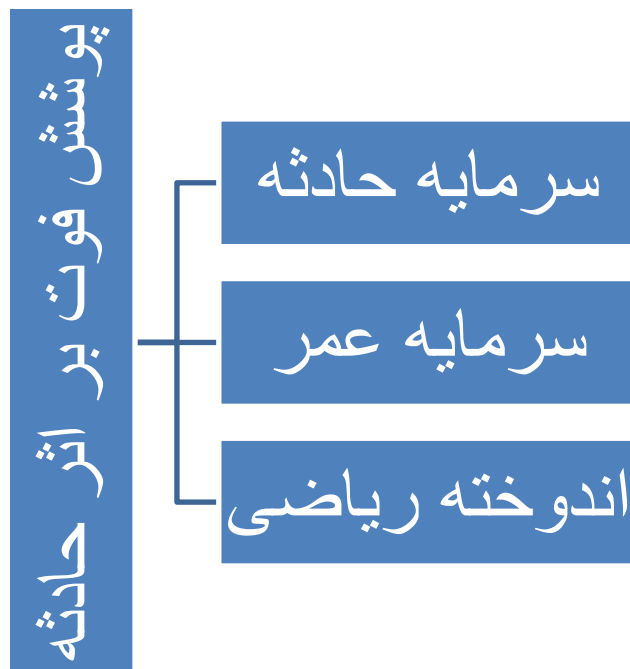 پوشش فوت بر اثر حادثه
سرمایه حادثه
سرمایه عمر
اندوخته ریاضی